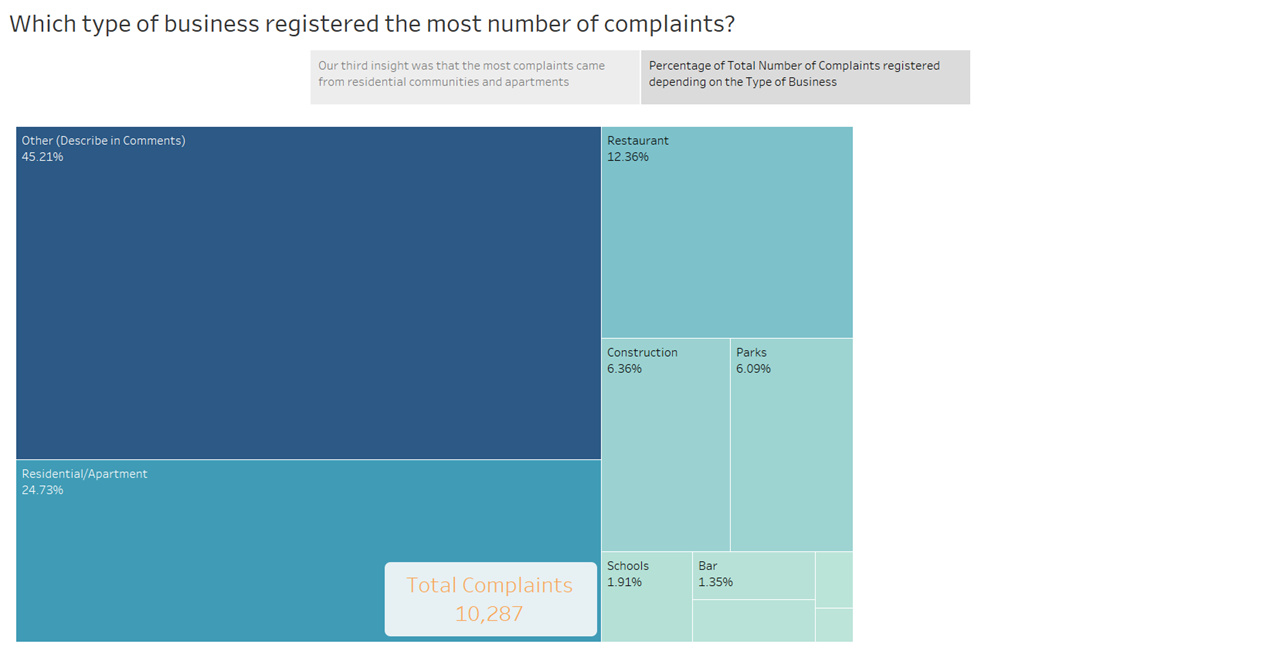 Which type of business registered the most number of complaints?
Our third insight was that the most complaints came
from residential communities and apartments
Percentage of Total Number of Complaints registered
depending on the Type of Business
Other (Describe in Comments)
45.21%
Restaurant
12.36%
Construction
6.36%
Parks
6.09%
Residential/Apartment
24.73%
Schools
1.91%
Bar
1.35%
Total Complaints
10,287